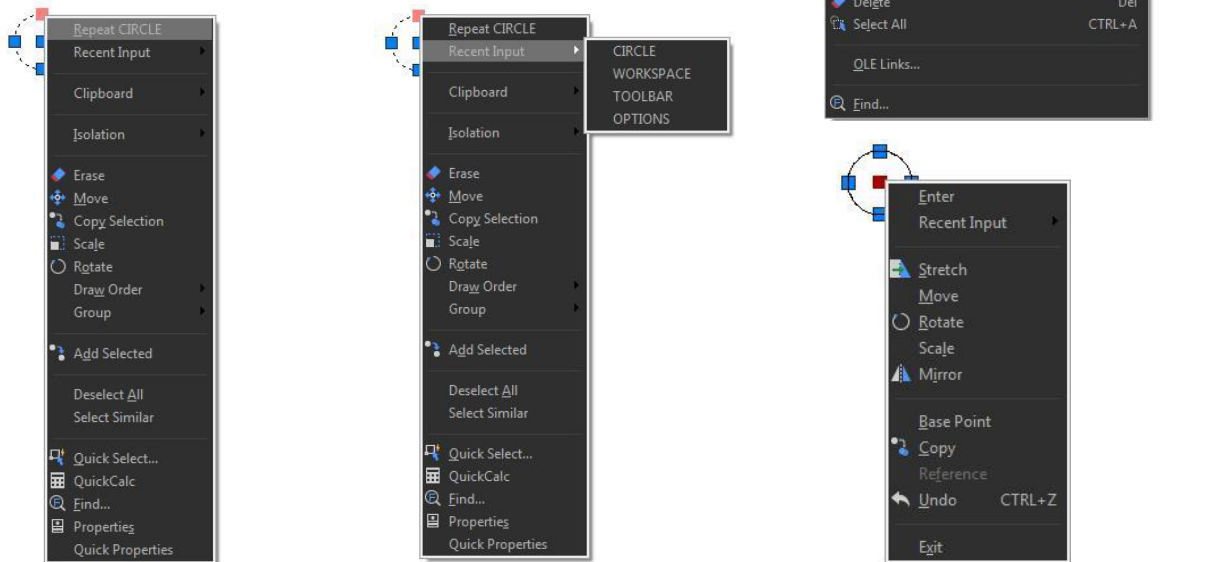 Repeat CIRCLE
Recent Input
Clipboard
Isolation
Erase
Move
Copy Selection
Scale
Rotate
Draw Order
Group
Add Selected
Deselect All
Select Similar
Quick Select...
QuickCalc
Find...
Properties
Quick Properties
Repeat CIRCLE
Recent Input
Clipboard
Isolation
Erase
Move
Copy Selection
Scale
Rotate
Draw Order
Group
Add Selected
Deselect All
Select Similar
Quick Select...
QuickCalc
Find...
Properties
Quick Properties
CIRCLE
WORKSPACE
TOOLBAR
OPTIONS
Delete Del
Select All CTRL+A
OLE Links...
Find...
Enter
Recent Input
Stretch
Move
Rotate
Scale
Mirror
Base Point
Copy
Reference
Undo CTRL+Z
Exit